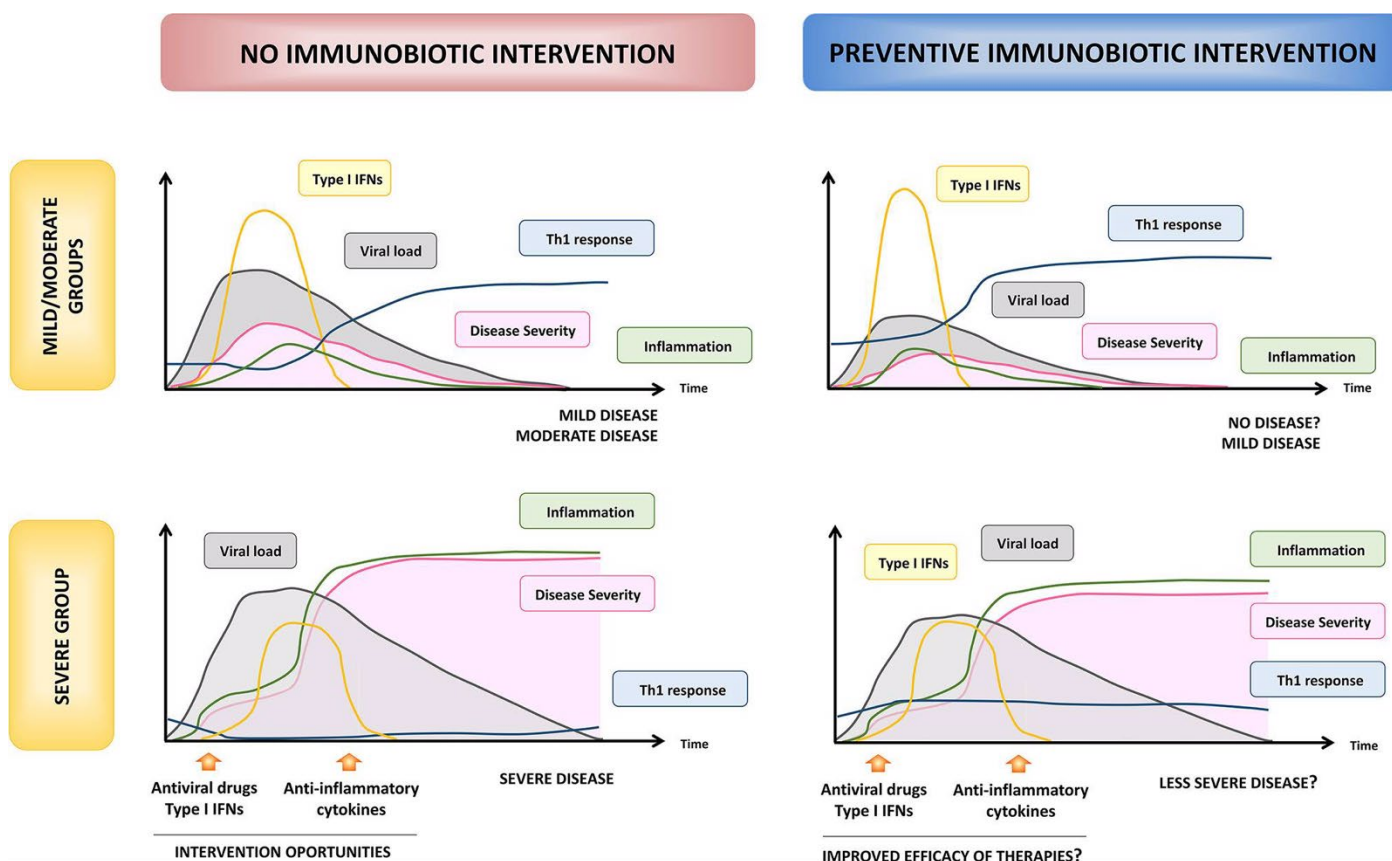 NO IMMUNOBIOTIC INTERVENTION
PREVENTIVE IMMUNOBIOTIC INTERVENTION
MILD/MODERATE
GROUPS
Type I IFNs
Viral load
Th1 response
Disease Severity
Inflammation
Time
MILD DISEASE
MODERATE DISEASE
Type I IFNs
Th1 response
Viral load
Disease Severity
Inflammation
Time
NO DISEASE?
MILD DISEASE
SEVERE GROUP
Inflammation
Viral load
Disease Severity
Th1 response
Time
Antiviral drugs
Type I IFNs
Anti-inflammatory
cytokines
SEVERE DISEASE
INTERVENTION OPORTUNITIES
Viral load
Type I IFNs
Inflammation
Disease Severity
Th1 response
Time
Antiviral drugs
Type I IFNs
Anti-inflammatory
cytokines
LESS SEVERE DISEASE?
IMPROVED EFFICACY OF THERAPIES?